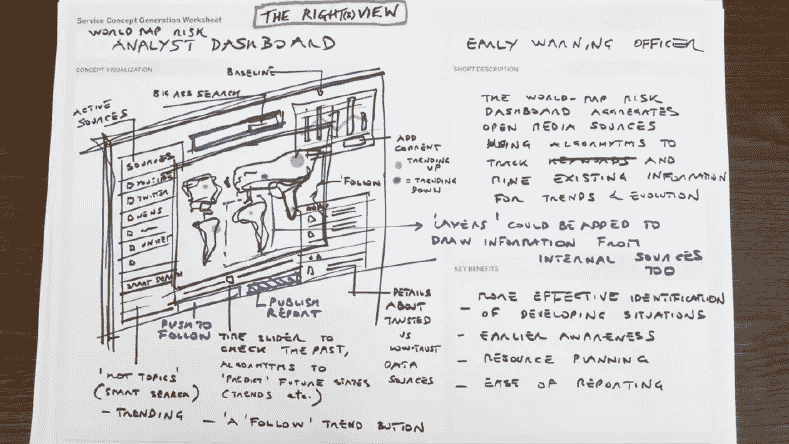 Service Concept Generation Worksheet
THE RIGHT(S) VIEW
WORLD MAP RISK
ANALYST DASHBOARD
EARLY WARNING OFFICER
CONCEPT VISUALIZATION
BASELINE
BIG ASS SEARCH
ACTIVE
SOURCES
SOURCES
YOUTUBE
TWITTER
NEWS
SMART SEARCH
ADD
CURRENT
TRENDING
UP
= TRENDING
DOWN
'FOLLOW'
PUSH TO
FOLLOW
PUBLISH
REPORT
'HOT TOPICS'
(SMART SEARCH)
- TRENDING
TIME SLIDER TO
CHECK THE PAST,
ALGORHYTMS TO
'PREDICT' FUTURE STATES
(TRENDS etc.)
- 'A 'FOLLOW' TREND BUTTON
DETAILS
ABOUT
TRUSTED
VS
LOW-TRUST
DATA
SOURCES
SHORT DESCRIPTION
THE WORLD-MAP RISK
DASHBOARD AGGREGATES
OPEN MEDIA SOURCES
USING ALGORHYTMS TO
TRACK KEYWORDS AND
MINE EXISTING INFORMATION
FOR TRENDS & EVOLUTION
'LAYERS' COULD BE ADDED TO
DRAW INFORMATION FROM
INTERNAL SOURCES
TOO
KEY BENEFITS
- MORE EFFECTIVE IDENTIFICATION
OF DEVELOPING SITUATIONS
- EARLIER AWARENESS
- RESOURCE PLANNING
- EASE OF REPORTING